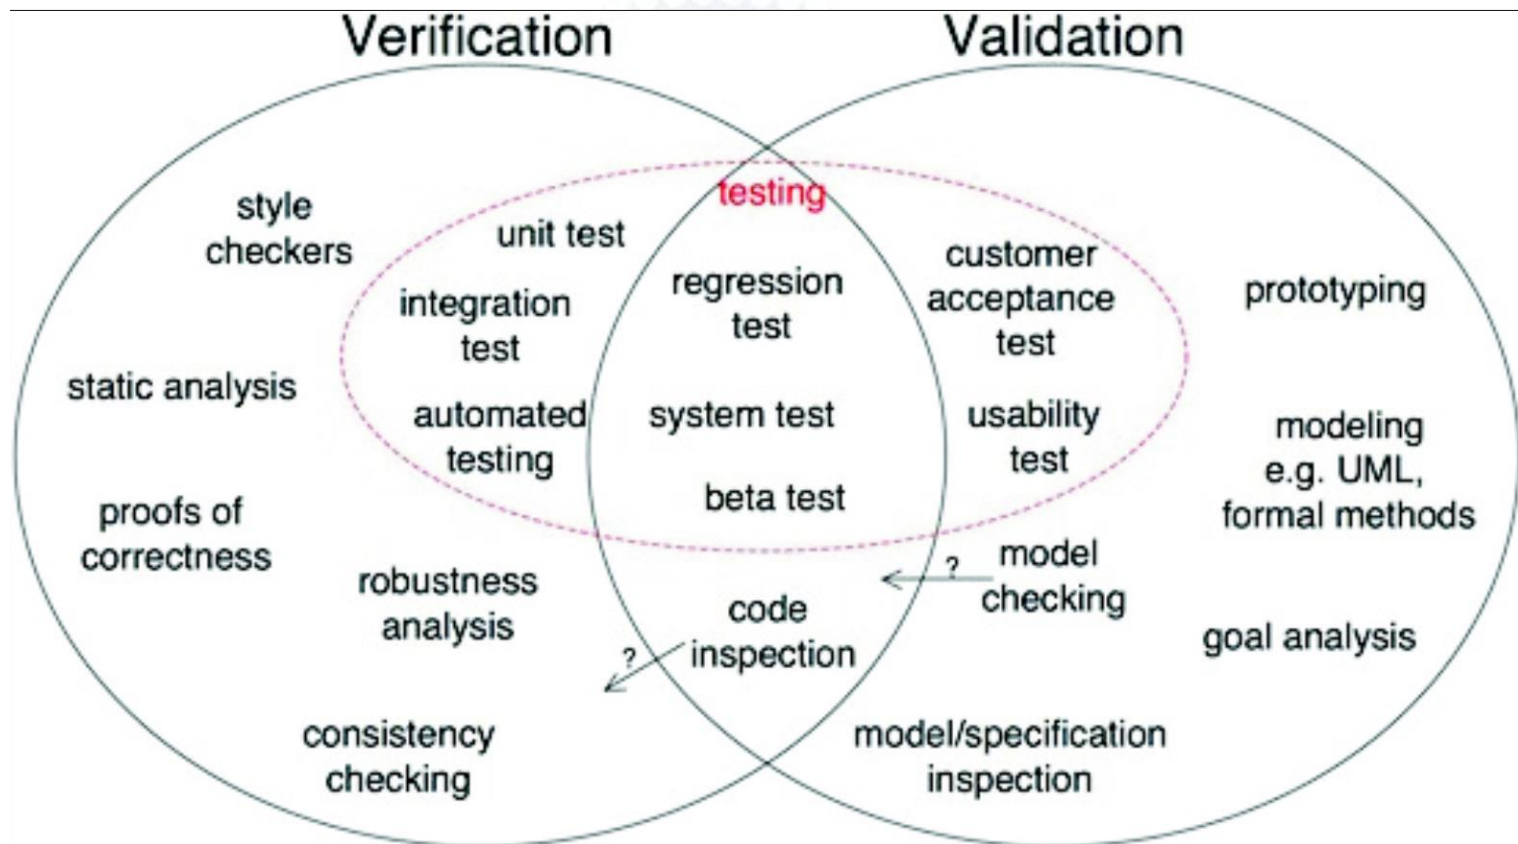 Verification
Validation
testing
style
checkers
unit test
integration
test
static analysis
automated
testing
proofs of
correctness
robustness
analysis
consistency
checking
regression
test
system test
beta test
code
inspection
?
?
customer
acceptance
test
usability
test
model
checking
model/specification
inspection
prototyping
modeling
e.g. UML,
formal methods
goal analysis